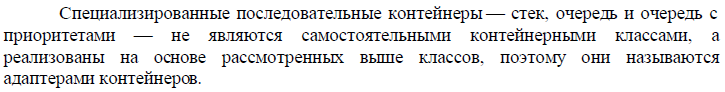 Специализированные последовательные контейнеры — стек, очередь и очередь с
приоритетами — не являются самостоятельными контейнерными классами, а
реализованы на основе рассмотренных выше классов, поэтому они называются
адаптерами контейнеров.